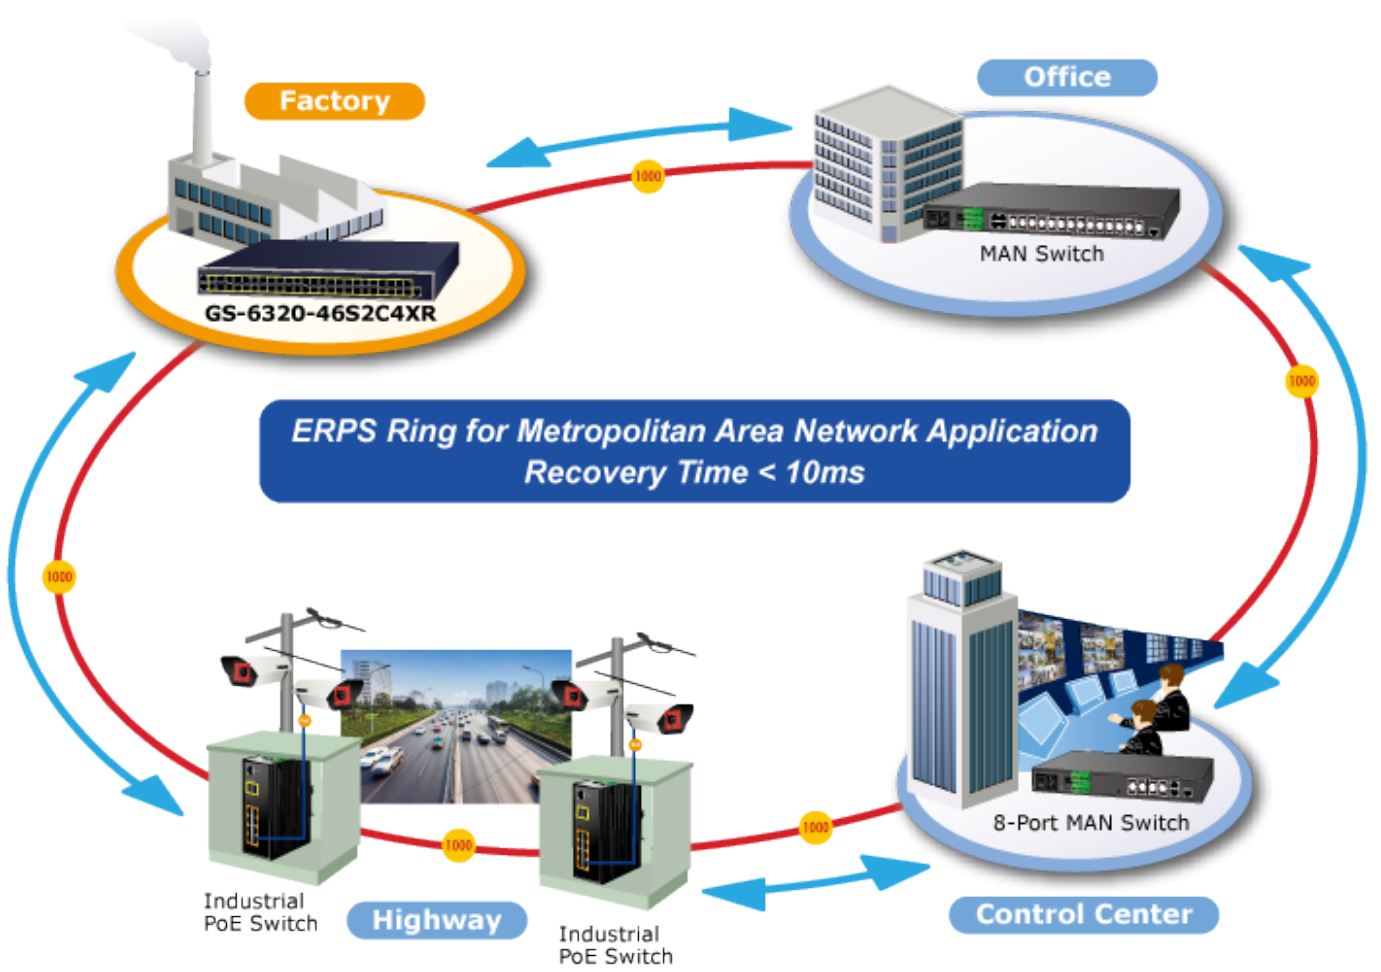 Factory
Office
1000
MAN Switch
GS-6320-46S2C4XR
1000
ERPS Ring for Metropolitan Area Network Application
Recovery Time < 10ms
1000
8-Port MAN Switch
1000
1000
Industrial
PoE Switch
Highway
Control Center
Industrial
PoE Switch